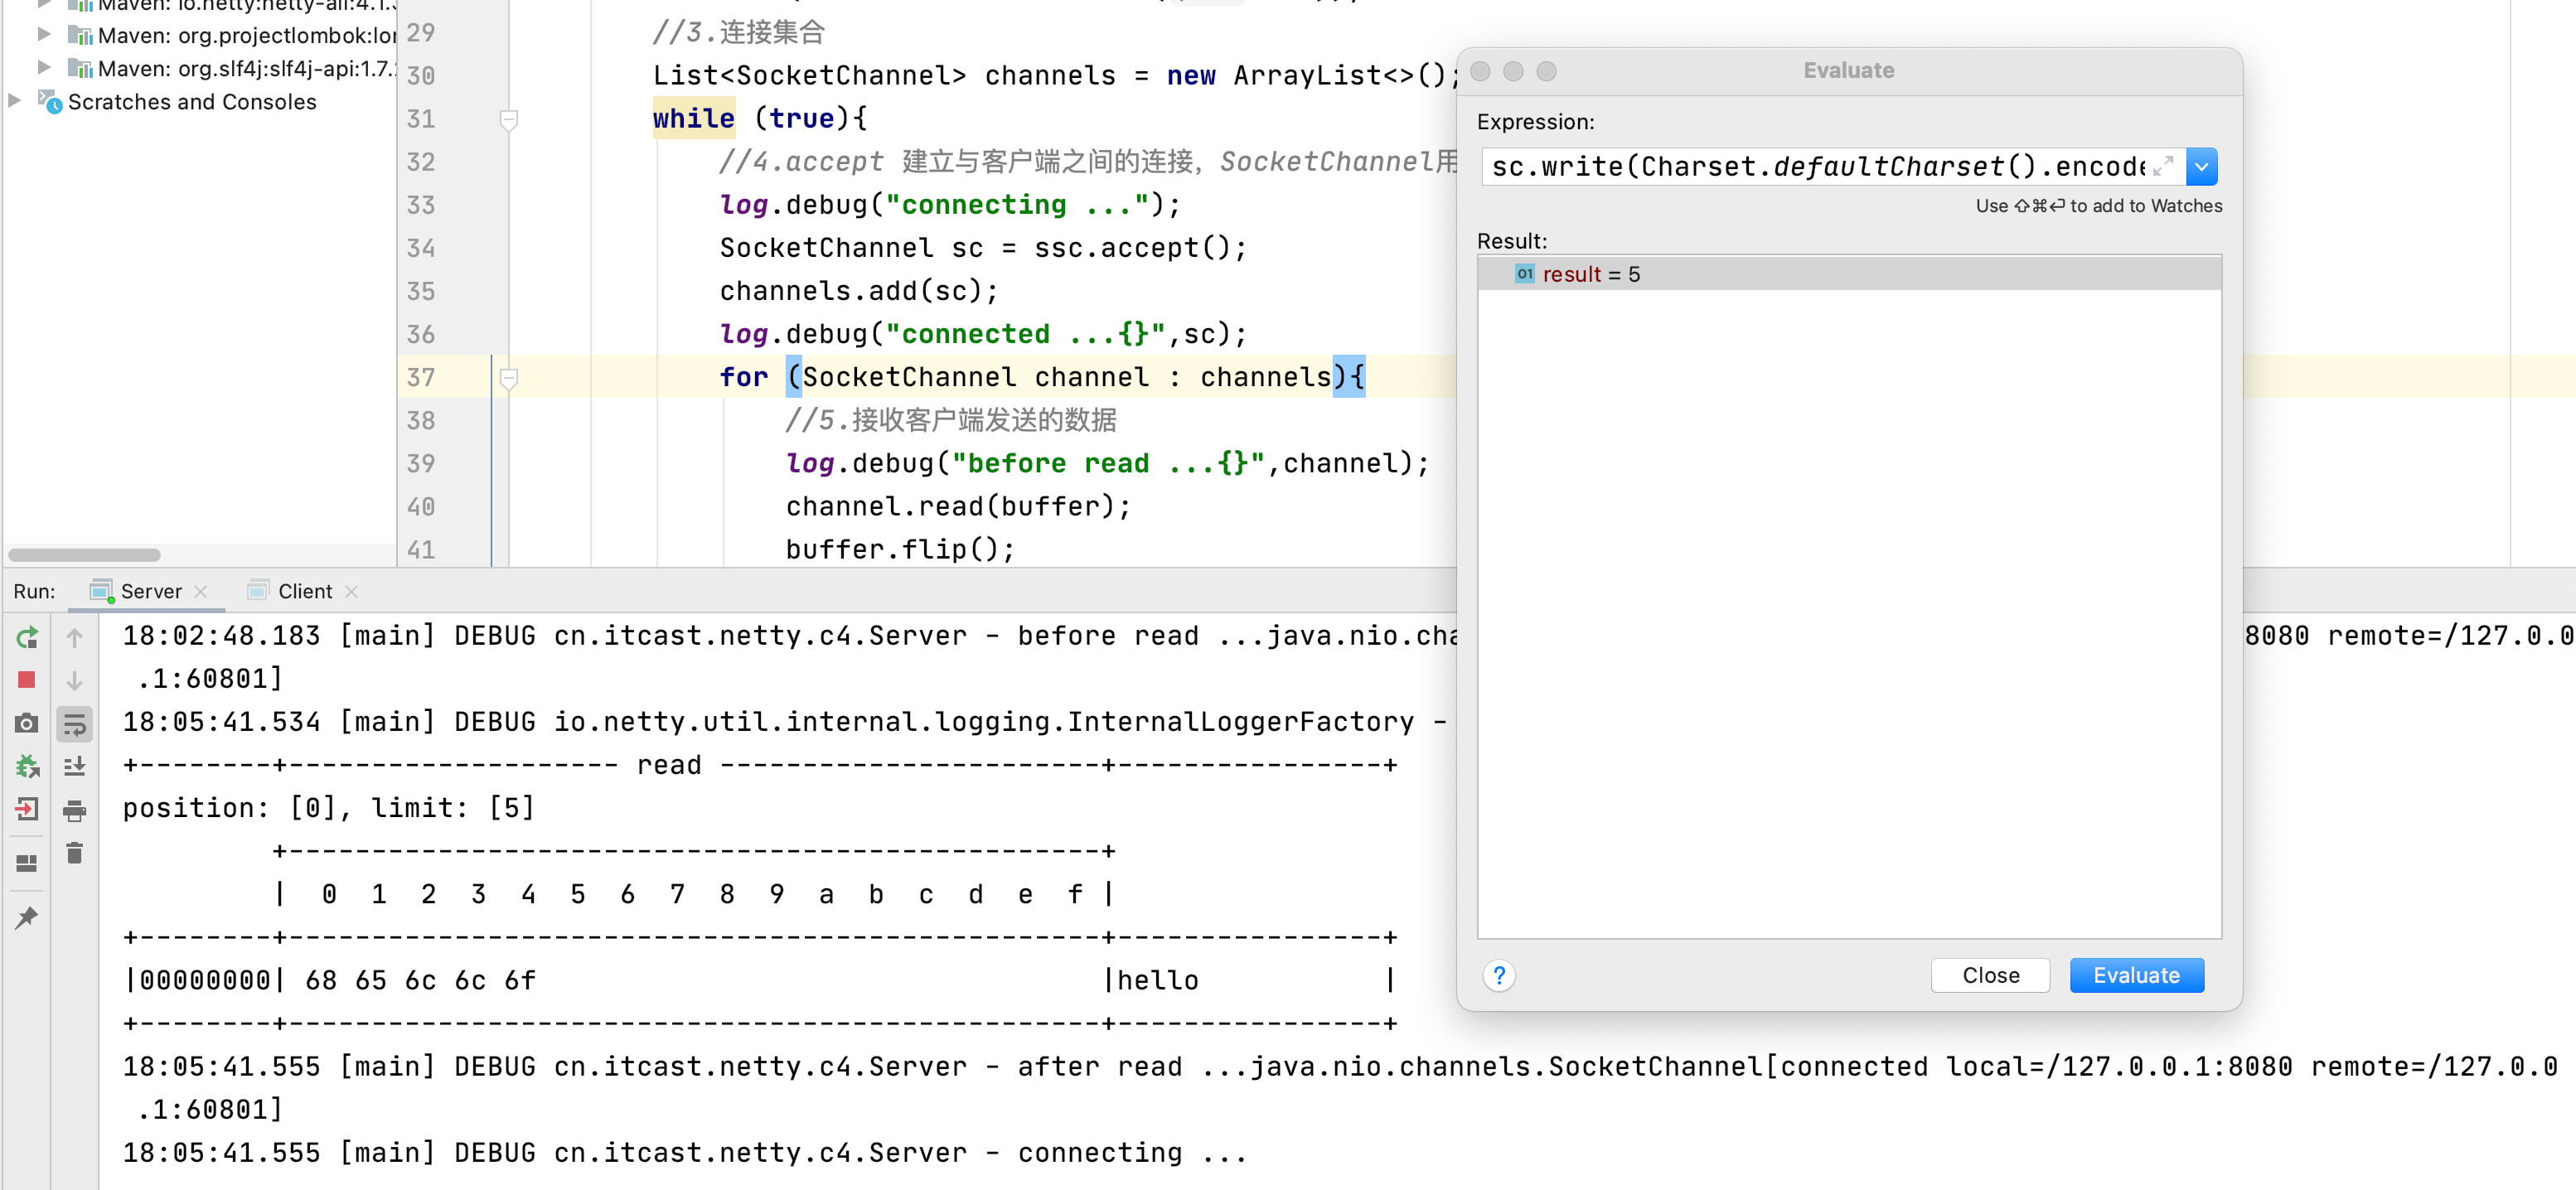 Maven: io.netty:netty-all:4.1.3
Maven: org.projectlombok:lo
Maven: org.slf4j:slf4j-api:1.7.
Scratches and Consoles
29 //3.连接集合
30 List<SocketChannel> channels = new ArrayList<>();
31 while (true){
32 //4.accept 建立与客户端之间的连接，SocketChannel用
33 log.debug("connecting ...");
34 SocketChannel sc = ssc.accept();
35 channels.add(sc);
36 log.debug("connected ...{}",sc);
37 for (SocketChannel channel : channels){
38 //5.接收客户端发送的数据
39 log.debug("before read ...{}",channel);
40 channel.read(buffer);
41 buffer.flip();
Evaluate
Expression:
sc.write(Charset.defaultCharset().encode
Use ⇧⌘⏎ to add to Watches
Result:
01 result = 5
? Close Evaluate
Run: Server Client
18:02:48.183 [main] DEBUG cn.itcast.netty.c4.Server - before read ...java.nio.cha :8080 remote=/127.0.0
.1:60801]
18:05:41.534 [main] DEBUG io.netty.util.internal.logging.InternalLoggerFactory -
+--------+-------------------- read -----------------------+----------------+
position: [0], limit: [5]
+-------------------------------------------------+
| 0 1 2 3 4 5 6 7 8 9 a b c d e f |
+--------+-------------------------------------------------+----------------+
|00000000| 68 65 6c 6c 6f |hello |
+--------+-------------------------------------------------+----------------+
18:05:41.555 [main] DEBUG cn.itcast.netty.c4.Server - after read ...java.nio.channels.SocketChannel[connected local=/127.0.0.1:8080 remote=/127.0.0
.1:60801]
18:05:41.555 [main] DEBUG cn.itcast.netty.c4.Server - connecting ...